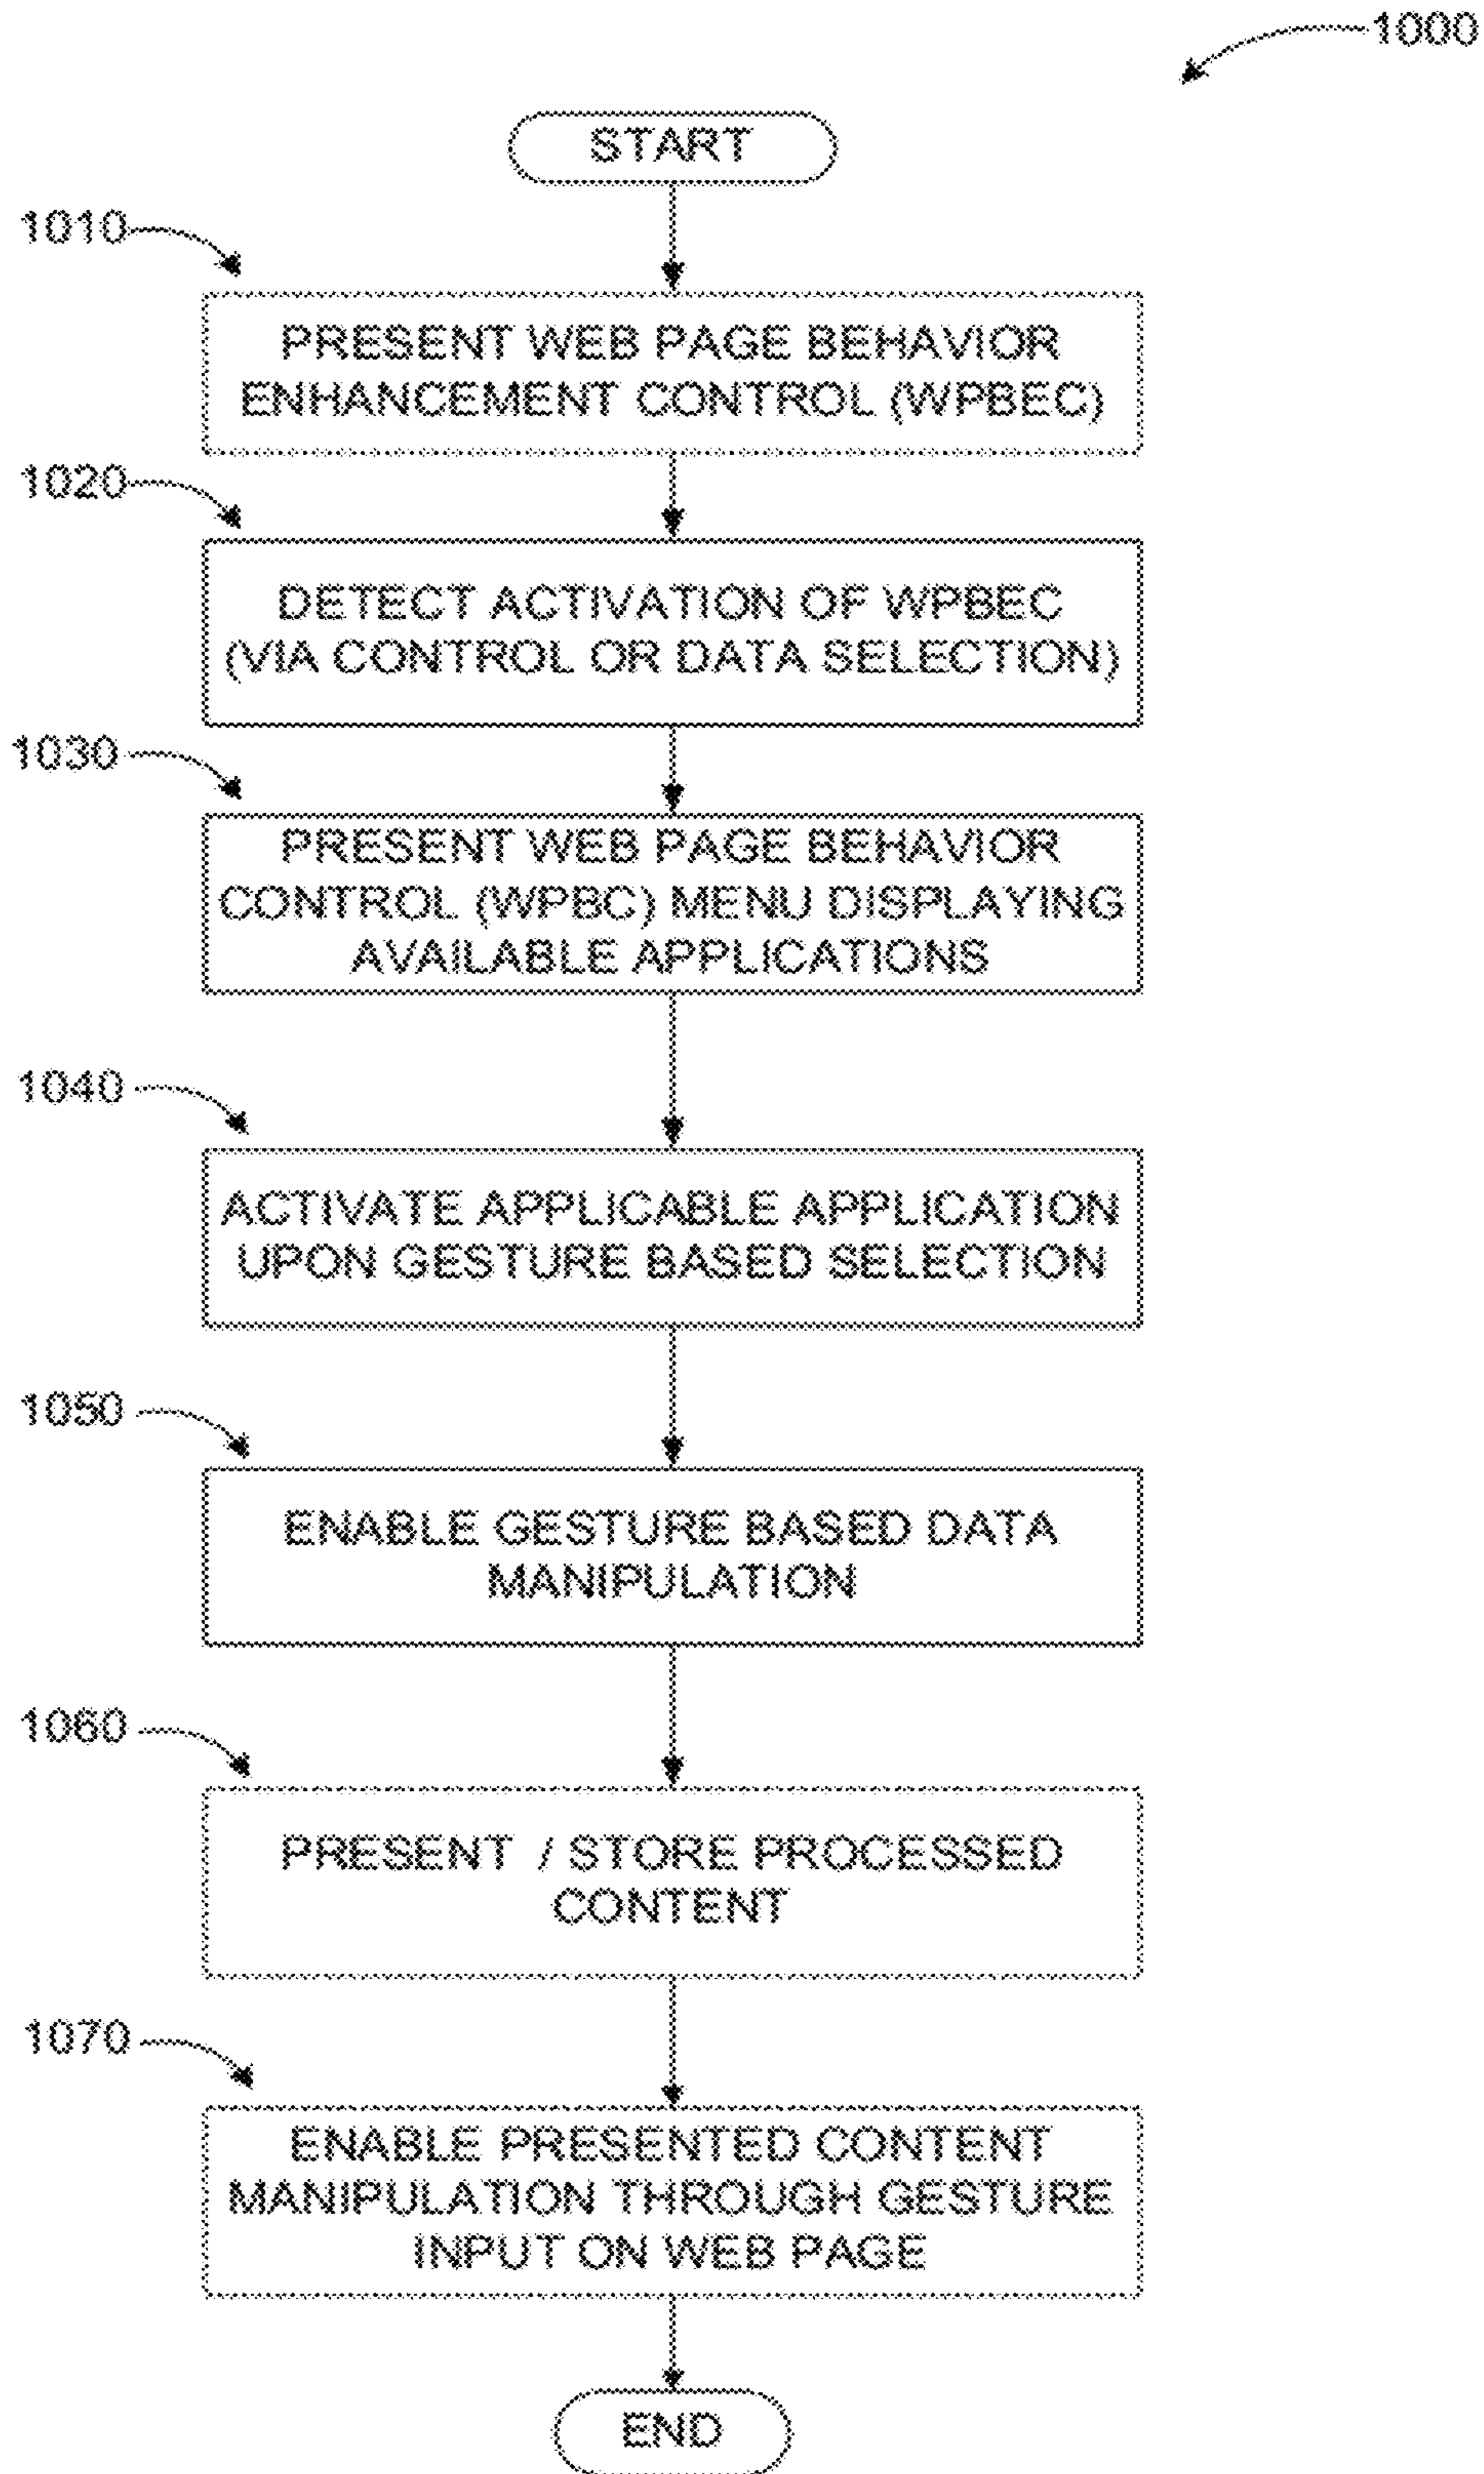 1000
START
1010
PRESENT WEB PAGE BEHAVIOR
ENHANCEMENT CONTROL (WPBEC)
1020
DETECT ACTIVATION OF WPBEC
(VIA CONTROL OR DATA SELECTION)
1030
PRESENT WEB PAGE BEHAVIOR
CONTROL (WPBC) MENU DISPLAYING
AVAILABLE APPLICATIONS
1040
ACTIVATE APPLICABLE APPLICATION
UPON GESTURE BASED SELECTION
1050
ENABLE GESTURE BASED DATA
MANIPULATION
1060
PRESENT / STORE PROCESSED
CONTENT
1070
ENABLE PRESENTED CONTENT
MANIPULATION THROUGH GESTURE
INPUT ON WEB PAGE
END